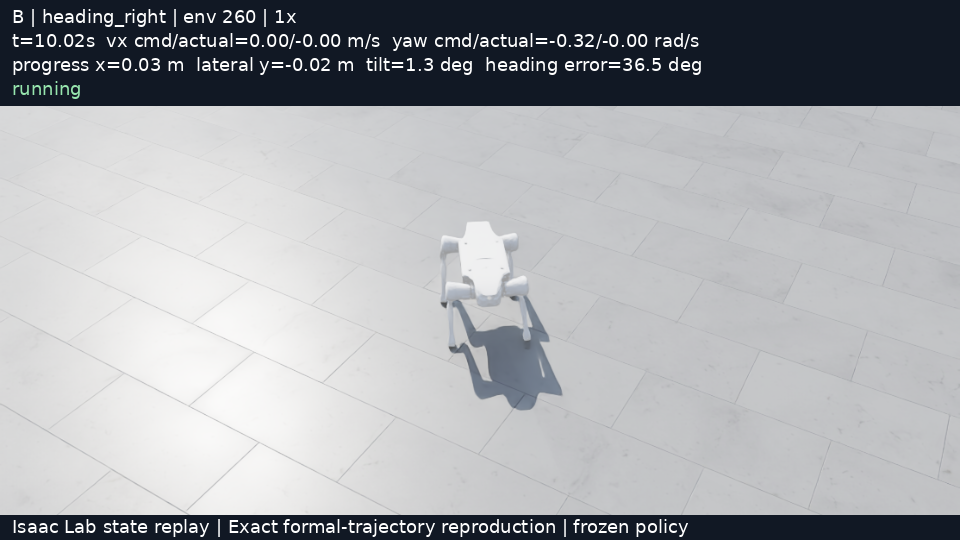 B | heading_right | env 260 | 1x
t=10.02s  vx cmd/actual=0.00/-0.00 m/s  yaw cmd/actual=-0.32/-0.00 rad/s
progress x=0.03 m  lateral y=-0.02 m  tilt=1.3 deg  heading error=36.5 deg
running
Isaac Lab state replay | Exact formal-trajectory reproduction | frozen policy